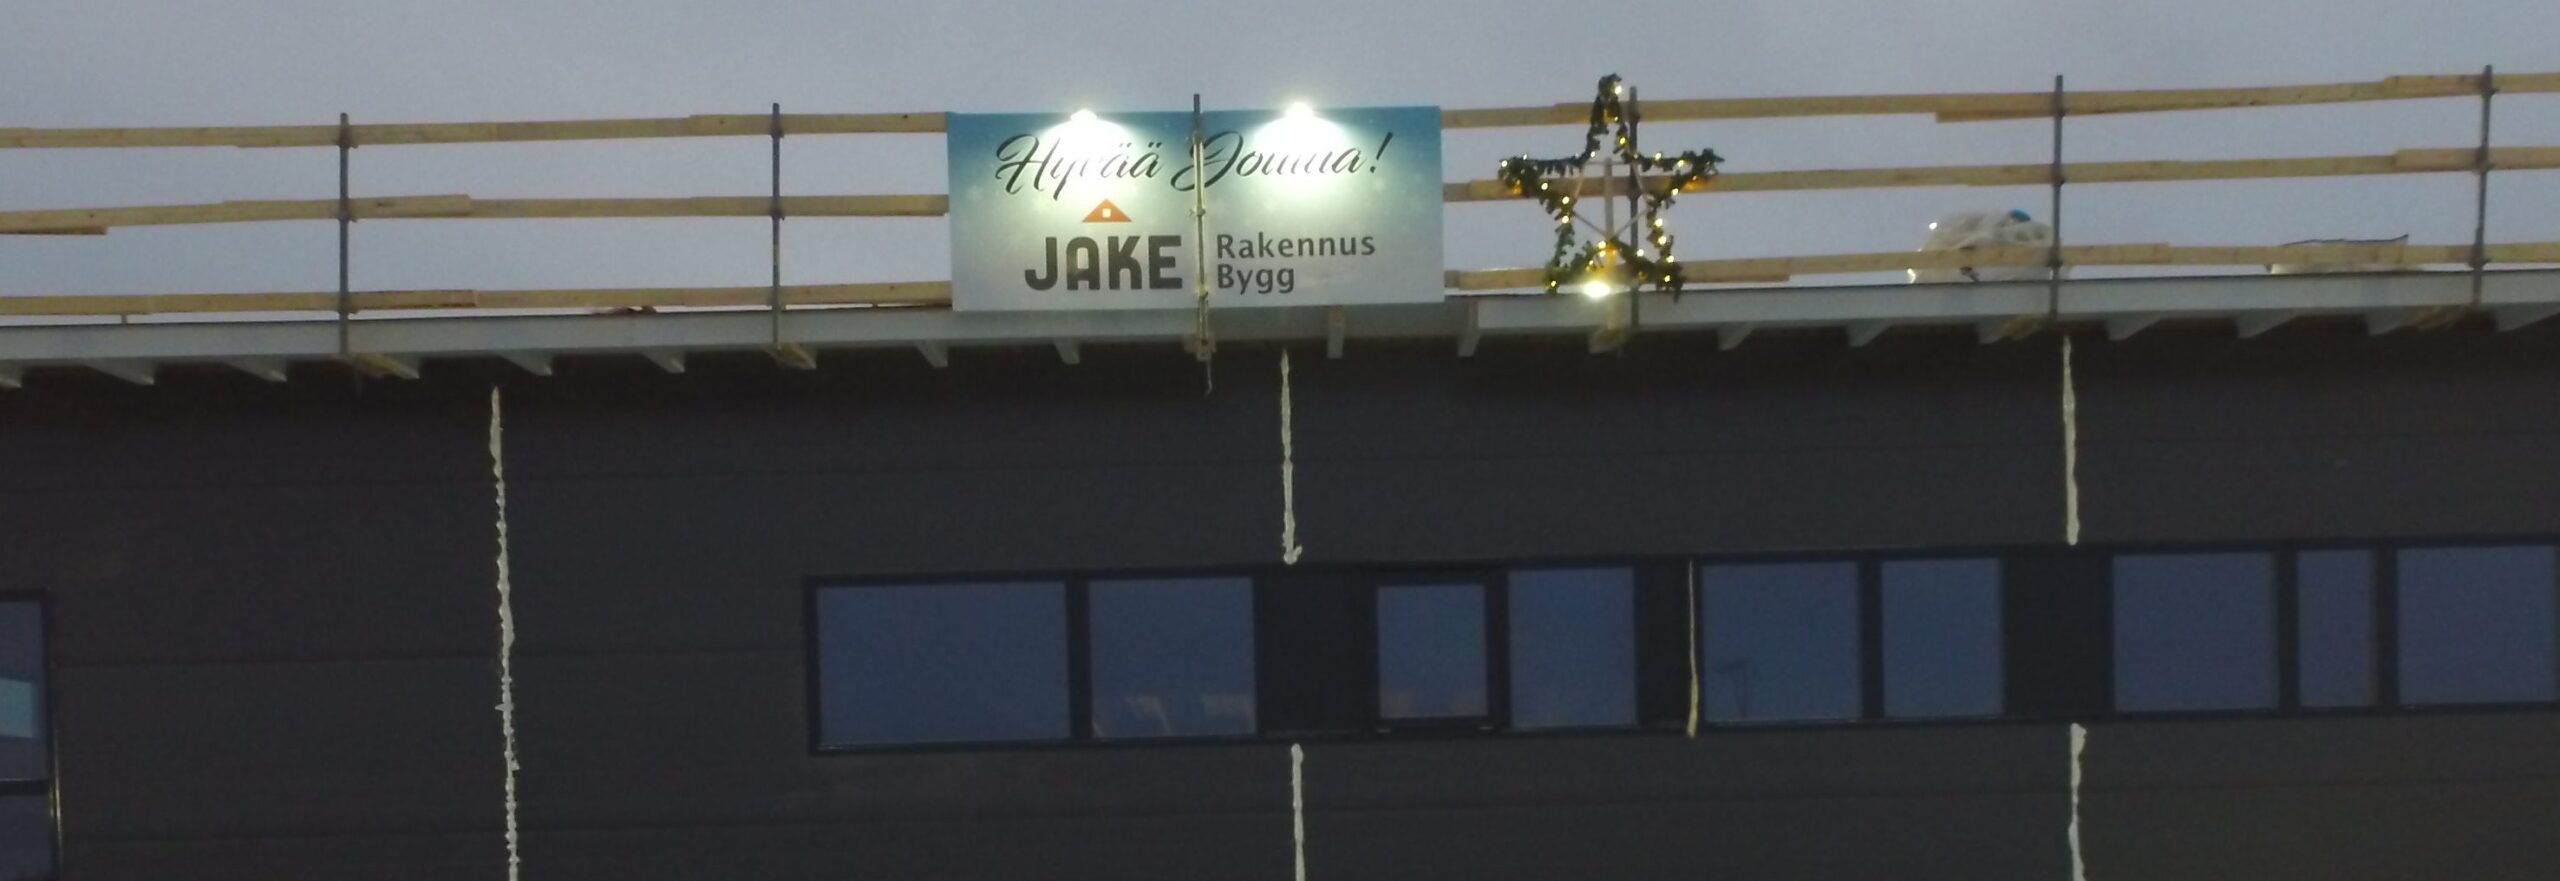 Hyvää Joulua!
JAKE
Rakennus
Bygg